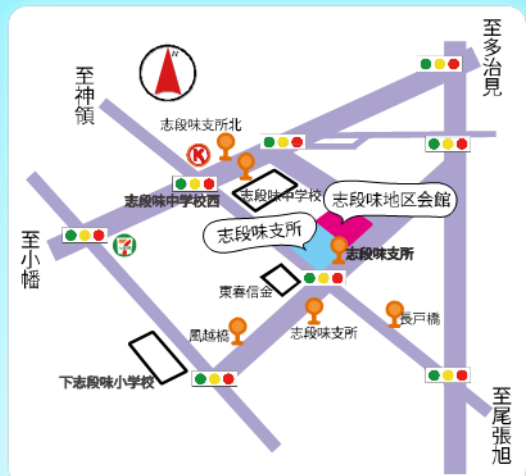 至多治見
N
至神領
志段味支所北
K
志段味中学校
志段味中学校西
志段味地区会館
志段味支所
志段味支所
至小幡
7
東春信金
長戸橋
志段味支所
風越橋
下志段味小学校
至尾張旭